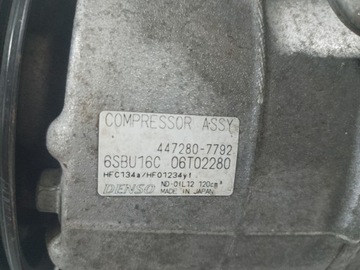 COMPRESSOR ASSY
447280-7792
6SBU16C 06T02280
HFC134a/HFO1234yf
DENSO ND-OIL12 120cm³
MADE IN JAPAN